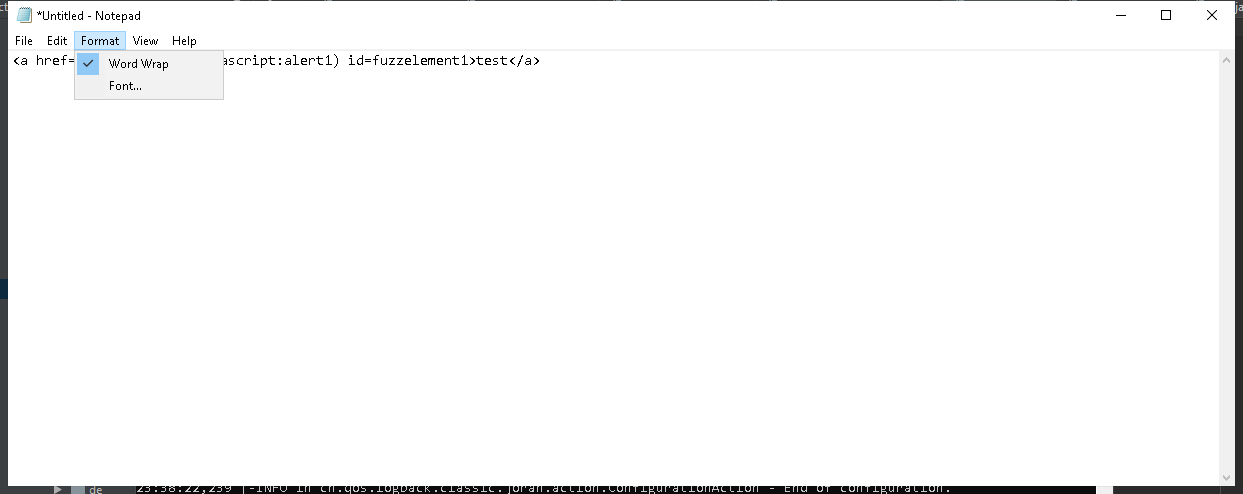 *Untitled - Notepad
File Edit Format View Help
<a href= ascript:alert1) id=fuzzelement1>test</a>
Word Wrap
Font...
de 23:38:22,239 |-INFO in ch.qos.logback.classic.joran.action.ConfigurationAction - End of configuration.